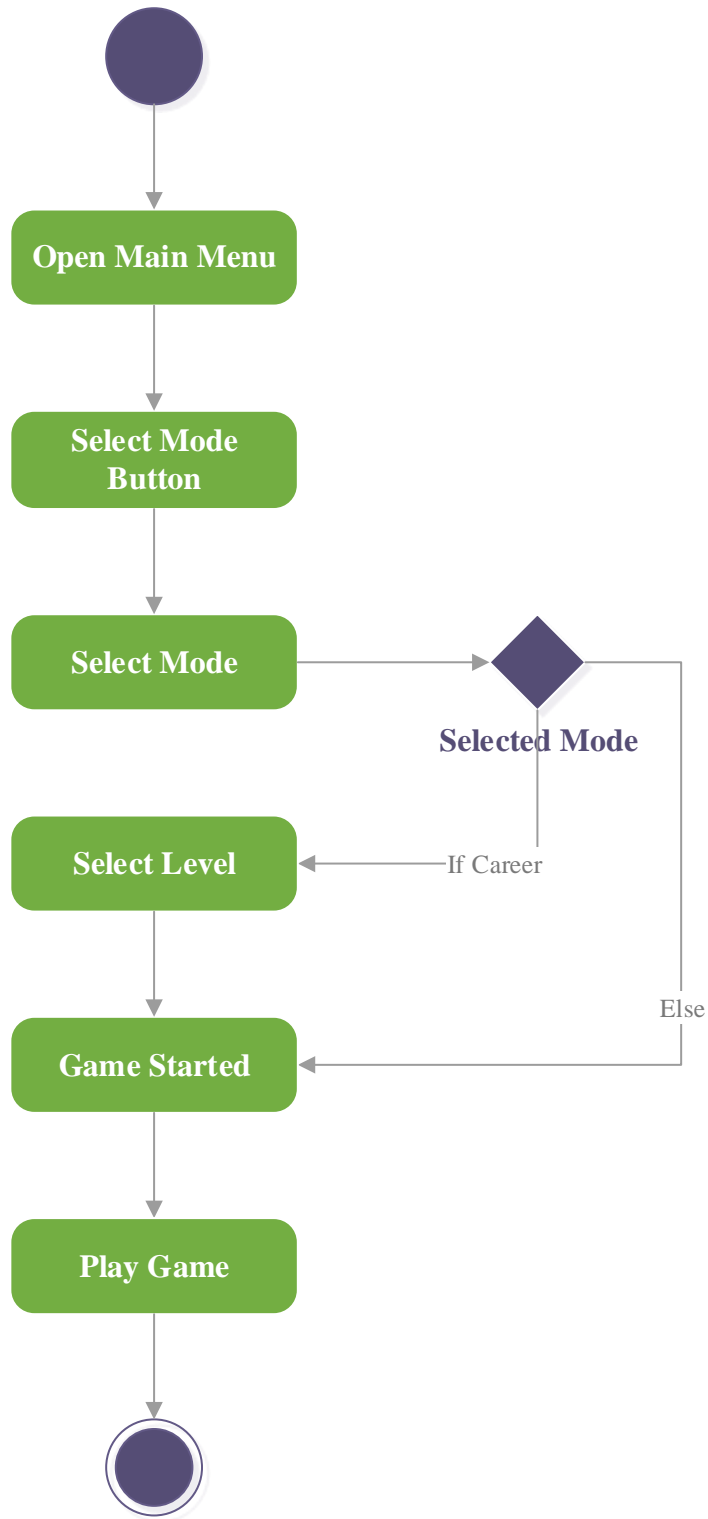 Open Main Menu
Select Mode
Button
Select Mode
Selected Mode
Select Level
If Career
Else
Game Started
Play Game